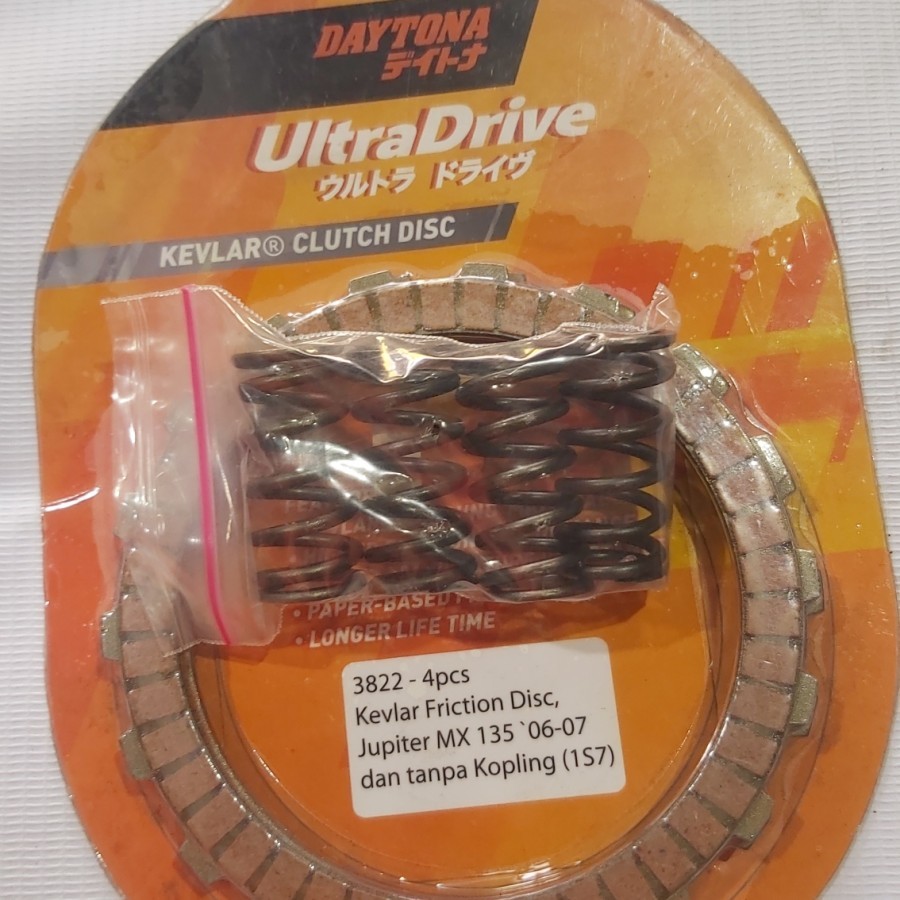 DAYTONA
デイトナ
UltraDrive
ウルトラ ドライヴ
KEVLAR® CLUTCH DISC
• PAPER-BASED
• LONGER LIFE TIME
3822 - 4pcs
Kevlar Friction Disc,
Jupiter MX 135 `06-07
dan tanpa Kopling (1S7)